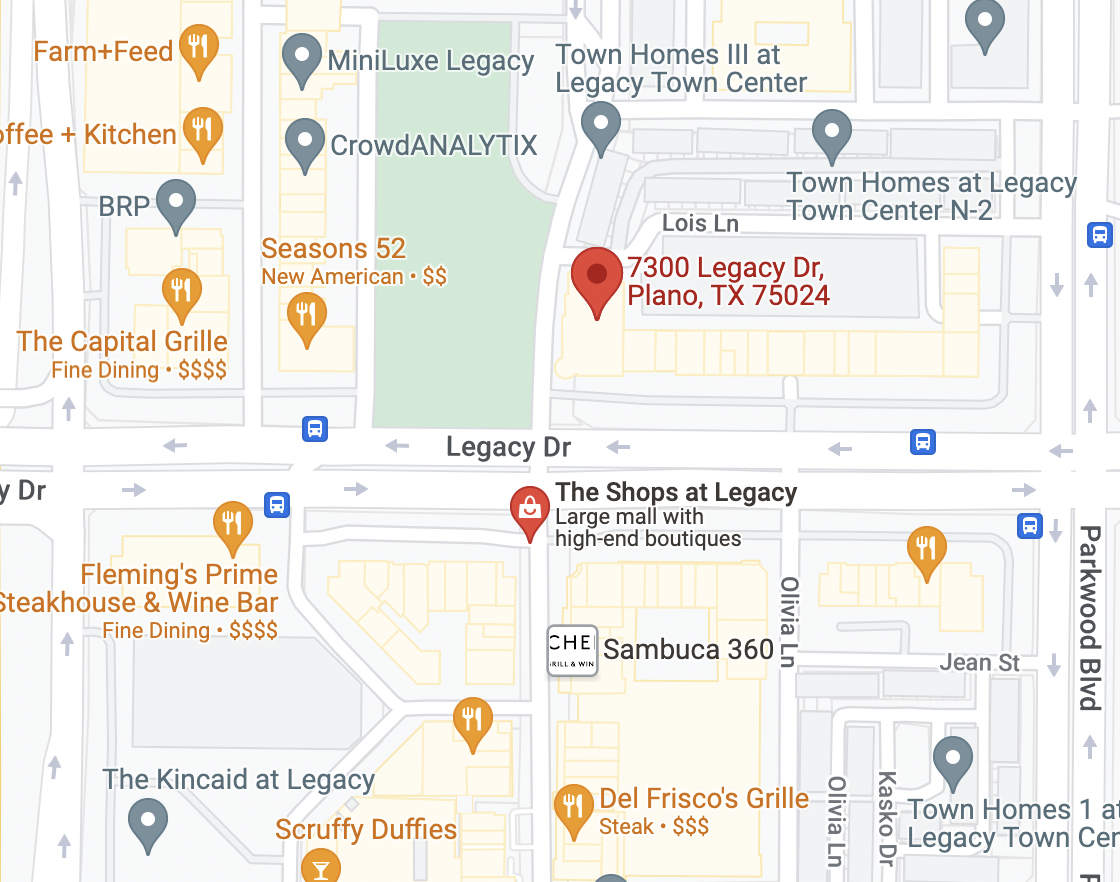 Farm+Feed
MiniLuxe Legacy
Town Homes III at
Legacy Town Center
offee + Kitchen
CrowdANALYTIX
BRP
Town Homes at Legacy
Town Center N-2
Lois Ln
Seasons 52
New American • $$
7300 Legacy Dr,
Plano, TX 75024
The Capital Grille
Fine Dining • $$$$
Legacy Dr
y Dr
The Shops at Legacy
Large mall with
high-end boutiques
Fleming's Prime
Steakhouse & Wine Bar
Fine Dining • $$$$
Parkwood Blvd
Olivia Ln
CHE
RILL & WIN
Sambuca 360
Jean St
The Kincaid at Legacy
Del Frisco's Grille
Steak • $$$
Olivia Ln
Kasko Dr
Town Homes 1 at
Legacy Town Cen
Scruffy Duffies